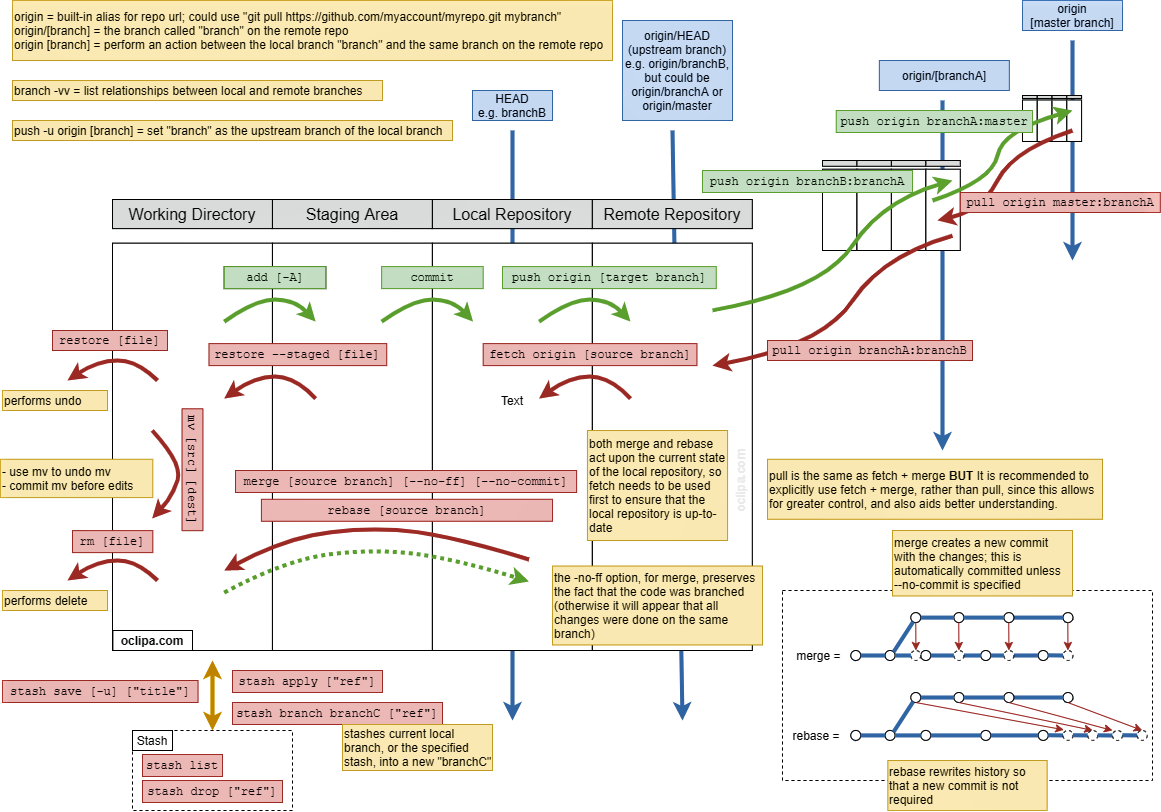 origin = built-in alias for repo url; could use "git pull https://github.com/myaccount/myrepo.git mybranch"
origin/[branch] = the branch called "branch" on the remote repo
origin [branch] = perform an action between the local branch "branch" and the same branch on the remote repo
branch -vv = list relationships between local and remote branches
push -u origin [branch] = set "branch" as the upstream branch of the local branch
HEAD
e.g. branchB
origin/HEAD
(upstream branch)
e.g. origin/branchB,
but could be
origin/branchA or
origin/master
origin/[branchA]
origin
[master branch]
push origin branchA:master
push origin branchB:branchA
pull origin master:branchA
pull origin branchA:branchB
Working Directory
Staging Area
Local Repository
Remote Repository
add [-A]
commit
push origin [target branch]
restore [file]
restore --staged [file]
fetch origin [source branch]
performs undo
Text
mv [src] [dest]
- use mv to undo mv
- commit mv before edits
merge [source branch] [--no-ff] [--no-commit]
rebase [source branch]
both merge and rebase
act upon the current state
of the local repository, so
fetch needs to be used
first to ensure that the
local repository is up-to-
date
oclipa.com
rm [file]
performs delete
the -no-ff option, for merge, preserves
the fact that the code was branched
(otherwise it will appear that all
changes were done on the same
branch)
oclipa.com
pull is the same as fetch + merge BUT It is recommended to
explicitly use fetch + merge, rather than pull, since this allows
for greater control, and also aids better understanding.
merge creates a new commit
with the changes; this is
automatically committed unless
--no-commit is specified
merge =
rebase =
rebase rewrites history so
that a new commit is not
required
stash save [-u] ["title"]
stash apply ["ref"]
stash branch branchC ["ref"]
stashes current local
branch, or the specified
stash, into a new "branchC"
Stash
stash list
stash drop ["ref"]